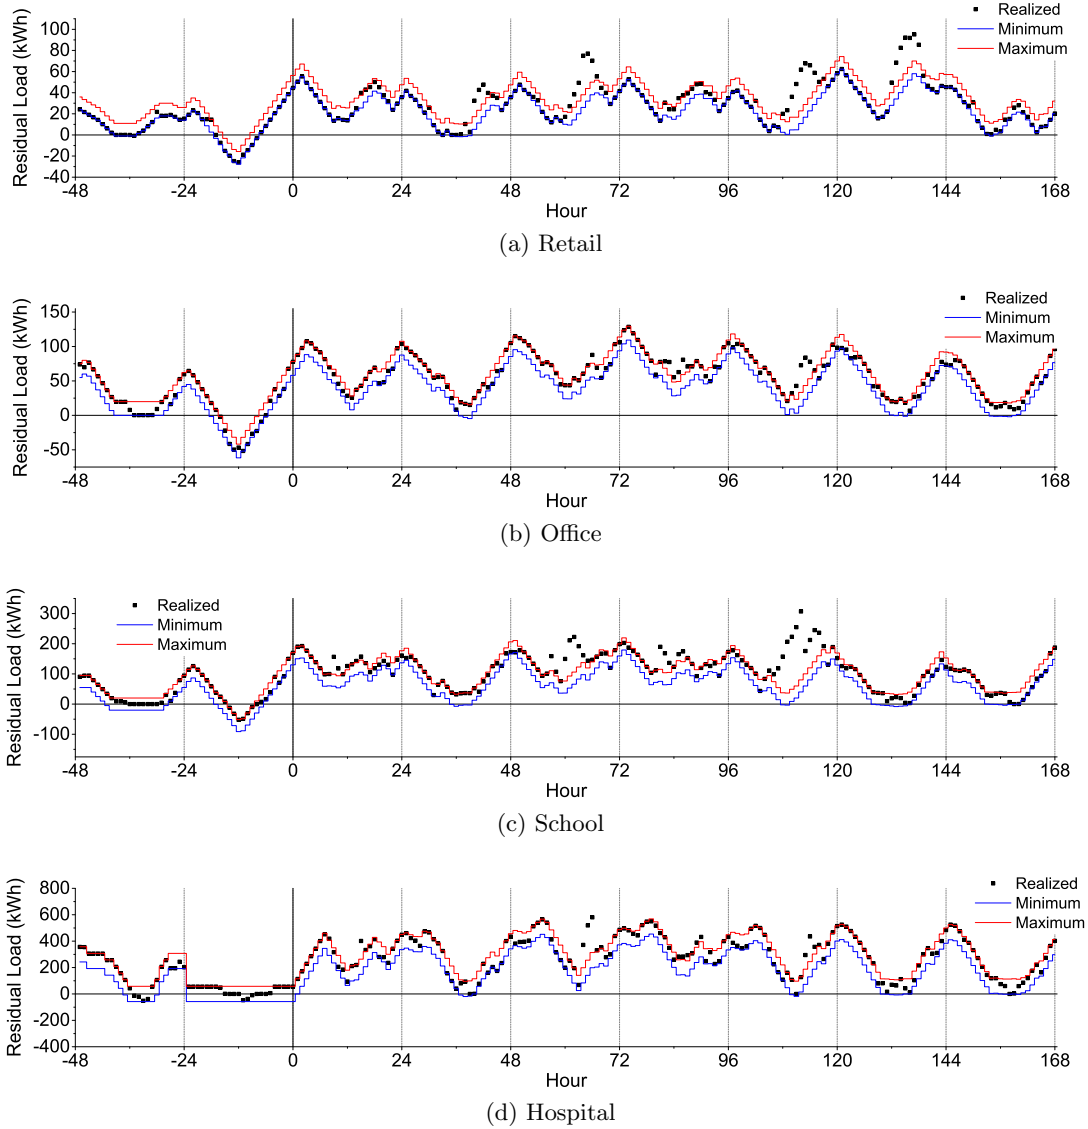 Residual Load (kWh)
100
80
60
40
20
0
-20
-40
Realized
Minimum
Maximum
-48 -24 0 24 48 72 96 120 144 168
Hour
(a) Retail
Residual Load (kWh)
150
100
50
0
-50
Realized
Minimum
Maximum
-48 -24 0 24 48 72 96 120 144 168
Hour
(b) Office
Residual Load (kWh)
300
200
100
0
-100
Realized
Minimum
Maximum
-48 -24 0 24 48 72 96 120 144 168
Hour
(c) School
Residual Load (kWh)
800
600
400
200
0
-200
-400
Realized
Minimum
Maximum
-48 -24 0 24 48 72 96 120 144 168
Hour
(d) Hospital